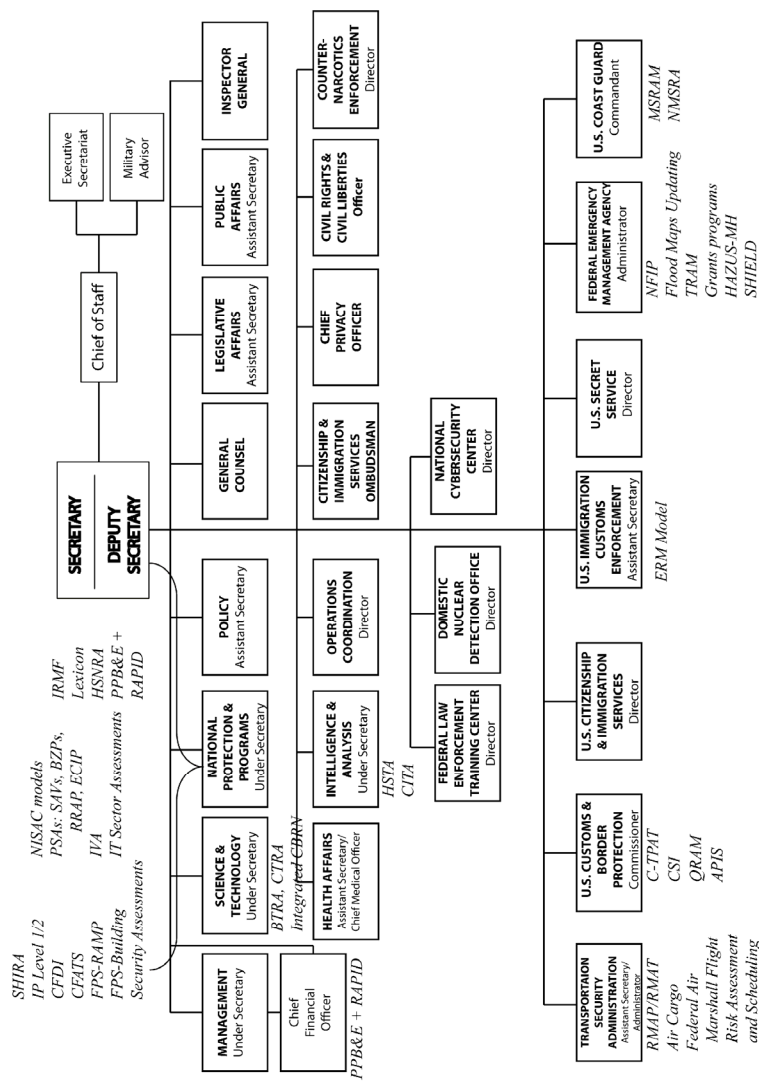 SHIRA
IP Level 1/2
CFDI
CFATS
FPS-RAMP
FPS-Building
Security Assessments
NISAC models
PSAs: SAVs, BZPs,
RRAP, ECIP
IVA
IT Sector Assessments
IRMF
Lexicon
HSNRA
PPB&E +
RAPID
SECRETARY
DEPUTY
SECRETARY
Chief of Staff
Executive
Secretariat
Military
Advisor
MANAGEMENT
Under Secretary
Chief
Financial
Officer
PPB&E + RAPID
SCIENCE &
TECHNOLOGY
Under Secretary
BTRA, CTRA
Integrated CBRN
NATIONAL
PROTECTION &
PROGRAMS
Under Secretary
POLICY
Assistant Secretary
GENERAL
COUNSEL
LEGISLATIVE
AFFAIRS
Assistant Secretary
PUBLIC
AFFAIRS
Assistant Secretary
INSPECTOR
GENERAL
HEALTH AFFAIRS
Assistant Secretary/
Chief Medical Officer
INTELLIGENCE &
ANALYSIS
Under Secretary
HSTA
CITA
OPERATIONS
COORDINATION
Director
CITIZENSHIP &
IMMIGRATION
SERVICES
OMBUDSMAN
CHIEF
PRIVACY
OFFICER
CIVIL RIGHTS &
CIVIL LIBERTIES
Officer
COUNTER-
NARCOTICS
ENFORCEMENT
Director
FEDERAL LAW
ENFORCEMENT
TRAINING CENTER
Director
DOMESTIC
NUCLEAR
DETECTION OFFICE
Director
NATIONAL
CYBERSECURITY
CENTER
Director
TRANSPORTAION
SECURITY
ADMINISTRATION
Assistant Secretary/
Administrator
RMAP/RMAT
Air Cargo
Federal Air
Marshall Flight
Risk Assessment
and Scheduling
U.S. CUSTOMS &
BORDER
PROTECTION
Commissioner
C-TPAT
CSI
QRAM
APIS
U.S. CITIZENSHIP
& IMMIGRATION
SERVICES
Director
U.S. IMMIGRATION
CUSTOMS
ENFORCEMENT
Assistant Secretary
ERM Model
U.S. SECRET
SERVICE
Director
FEDERAL EMERGENCY
MANAGEMENT AGENCY
Administrator
NFIP
Flood Maps Updating
TRAM
Grants programs
HAZUS-MH
SHIELD
U.S. COAST GUARD
Commandant
MSRAM
NMSRA